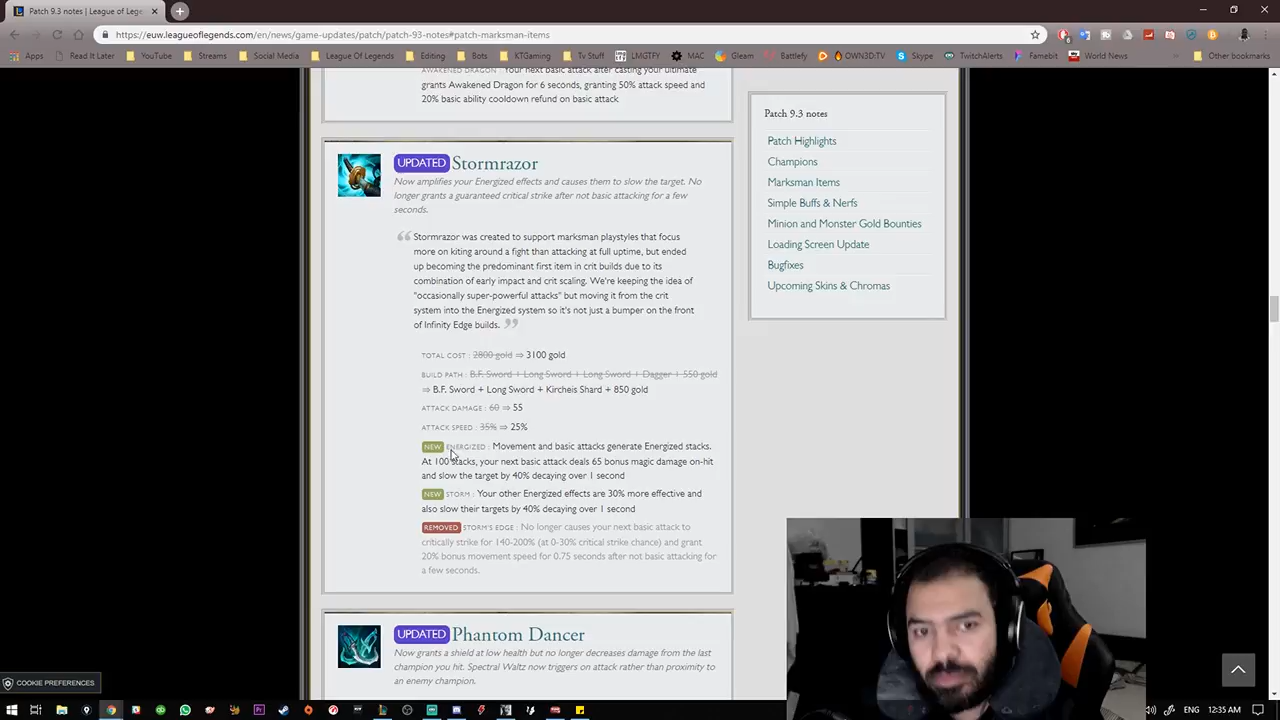 Patch 9.3 notes | League of Lege
https://euw.leagueoflegends.com/en/news/game-updates/patch/patch-93-notes#patch-marksman-items
Apps
Read It Later
YouTube
Streams
Social Media
League Of Legends
Editing
Bots
KTGaming
Tv Stuff
LMGTFY
MAC
Gleam
Battlefy
OWN3D:TV
Skype
TwitchAlerts
Famebit
World News
Other bookmarks
AWAKENED DRAGON : Your next basic attack after casting your ultimate
grants Awakened Dragon for 6 seconds, granting 50% attack speed and
20% basic ability cooldown refund on basic attack
UPDATED Stormrazor
Now amplifies your Energized effects and causes them to slow the target. No
longer grants a guaranteed critical strike after not basic attacking for a few
seconds.
Stormrazor was created to support marksman playstyles that focus
more on kiting around a fight than attacking at full uptime, but ended
up becoming the predominant first item in crit builds due to its
combination of early impact and crit scaling. We're keeping the idea of
"occasionally super-powerful attacks" but moving it from the crit
system into the Energized system so it's not just a bumper on the front
of Infinity Edge builds.
TOTAL COST : 2800 gold ⇒ 3100 gold
BUILD PATH : B.F. Sword + Long Sword + Long Sword + Dagger + 550 gold
⇒ B.F. Sword + Long Sword + Kircheis Shard + 850 gold
ATTACK DAMAGE : 60 ⇒ 55
ATTACK SPEED : 35% ⇒ 25%
NEW ENERGIZED : Movement and basic attacks generate Energized stacks.
At 100 stacks, your next basic attack deals 65 bonus magic damage on-hit
and slow the target by 40% decaying over 1 second
NEW STORM : Your other Energized effects are 30% more effective and
also slow their targets by 40% decaying over 1 second
REMOVED STORM'S EDGE : No longer causes your next basic attack to
critically strike for 140-200% (at 0-30% critical strike chance) and grant
20% bonus movement speed for 0.75 seconds after not basic attacking for
a few seconds.
UPDATED Phantom Dancer
Now grants a shield at low health but no longer decreases damage from the last
champion you hit. Spectral Waltz now triggers on attack rather than proximity to
an enemy champion.
Patch 9.3 notes
Patch Highlights
Champions
Marksman Items
Simple Buffs & Nerfs
Minion and Monster Gold Bounties
Loading Screen Update
Bugfixes
Upcoming Skins & Chromas
COOKIE PREFERENCES
ENG
12:35 AM